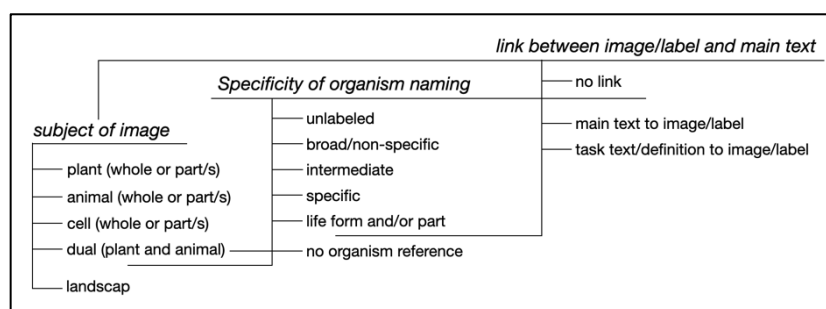 link between image/label and main text
Specificity of organism naming
no link
subject of image
unlabeled
main text to image/label
broad/non-specific
task text/definition to image/label
plant (whole or part/s)
intermediate
animal (whole or part/s)
specific
cell (whole or part/s)
life form and/or part
dual (plant and animal)
no organism reference
landscap